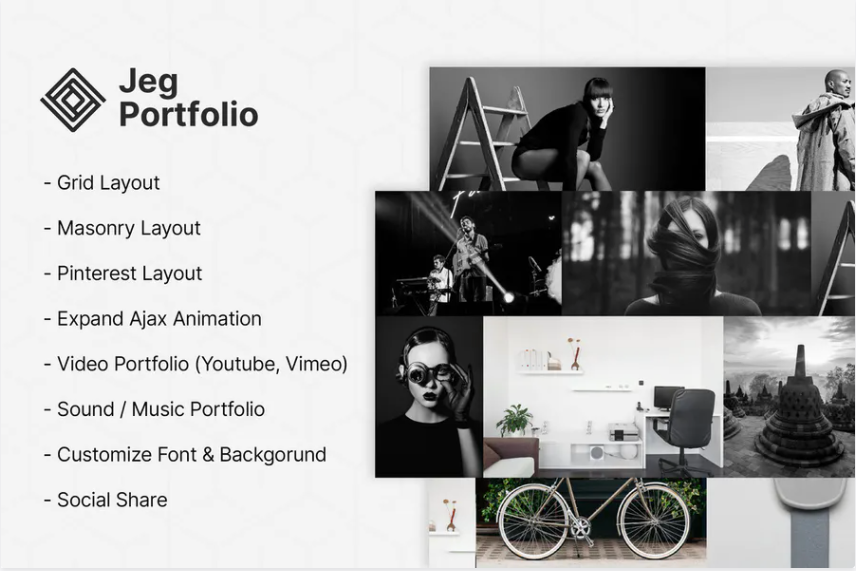 Jeg
Portfolio
- Grid Layout
- Masonry Layout
- Pinterest Layout
- Expand Ajax Animation
- Video Portfolio (Youtube, Vimeo)
- Sound / Music Portfolio
- Customize Font & Backgorund
- Social Share